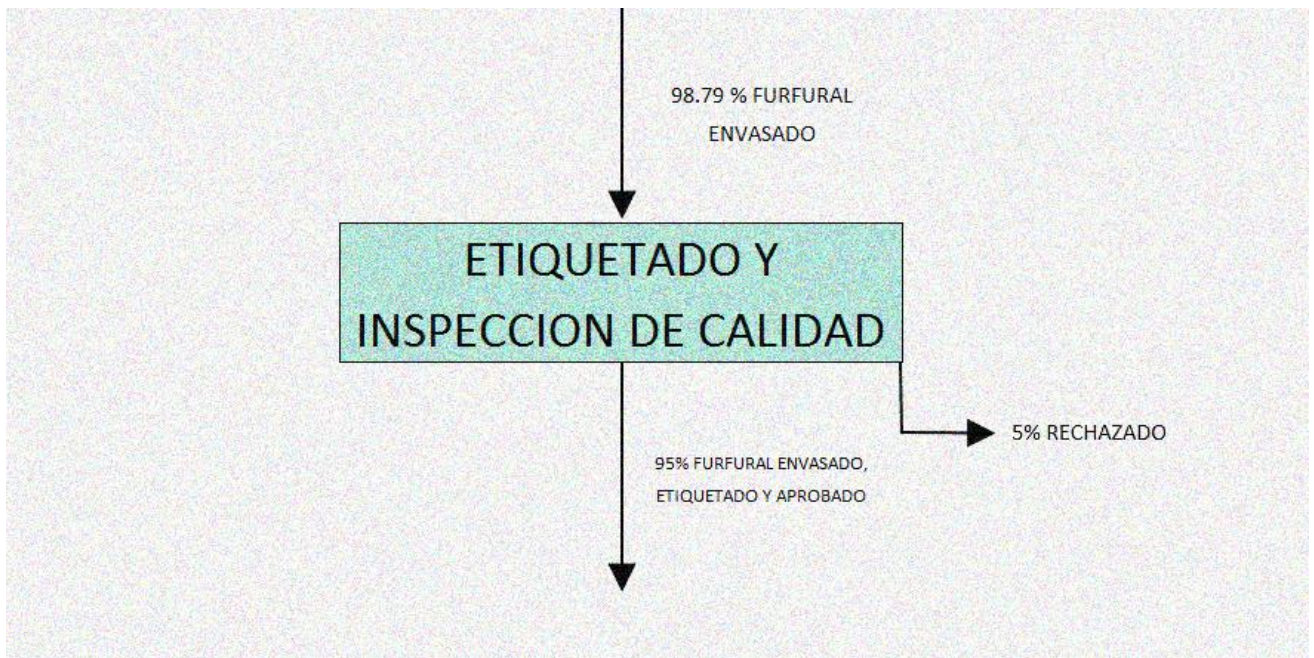 98.79 % FURFURAL
ENVASADO
ETIQUETADO Y
INSPECCION DE CALIDAD
5% RECHAZADO
95% FURFURAL ENVASADO,
ETIQUETADO Y APROBADO